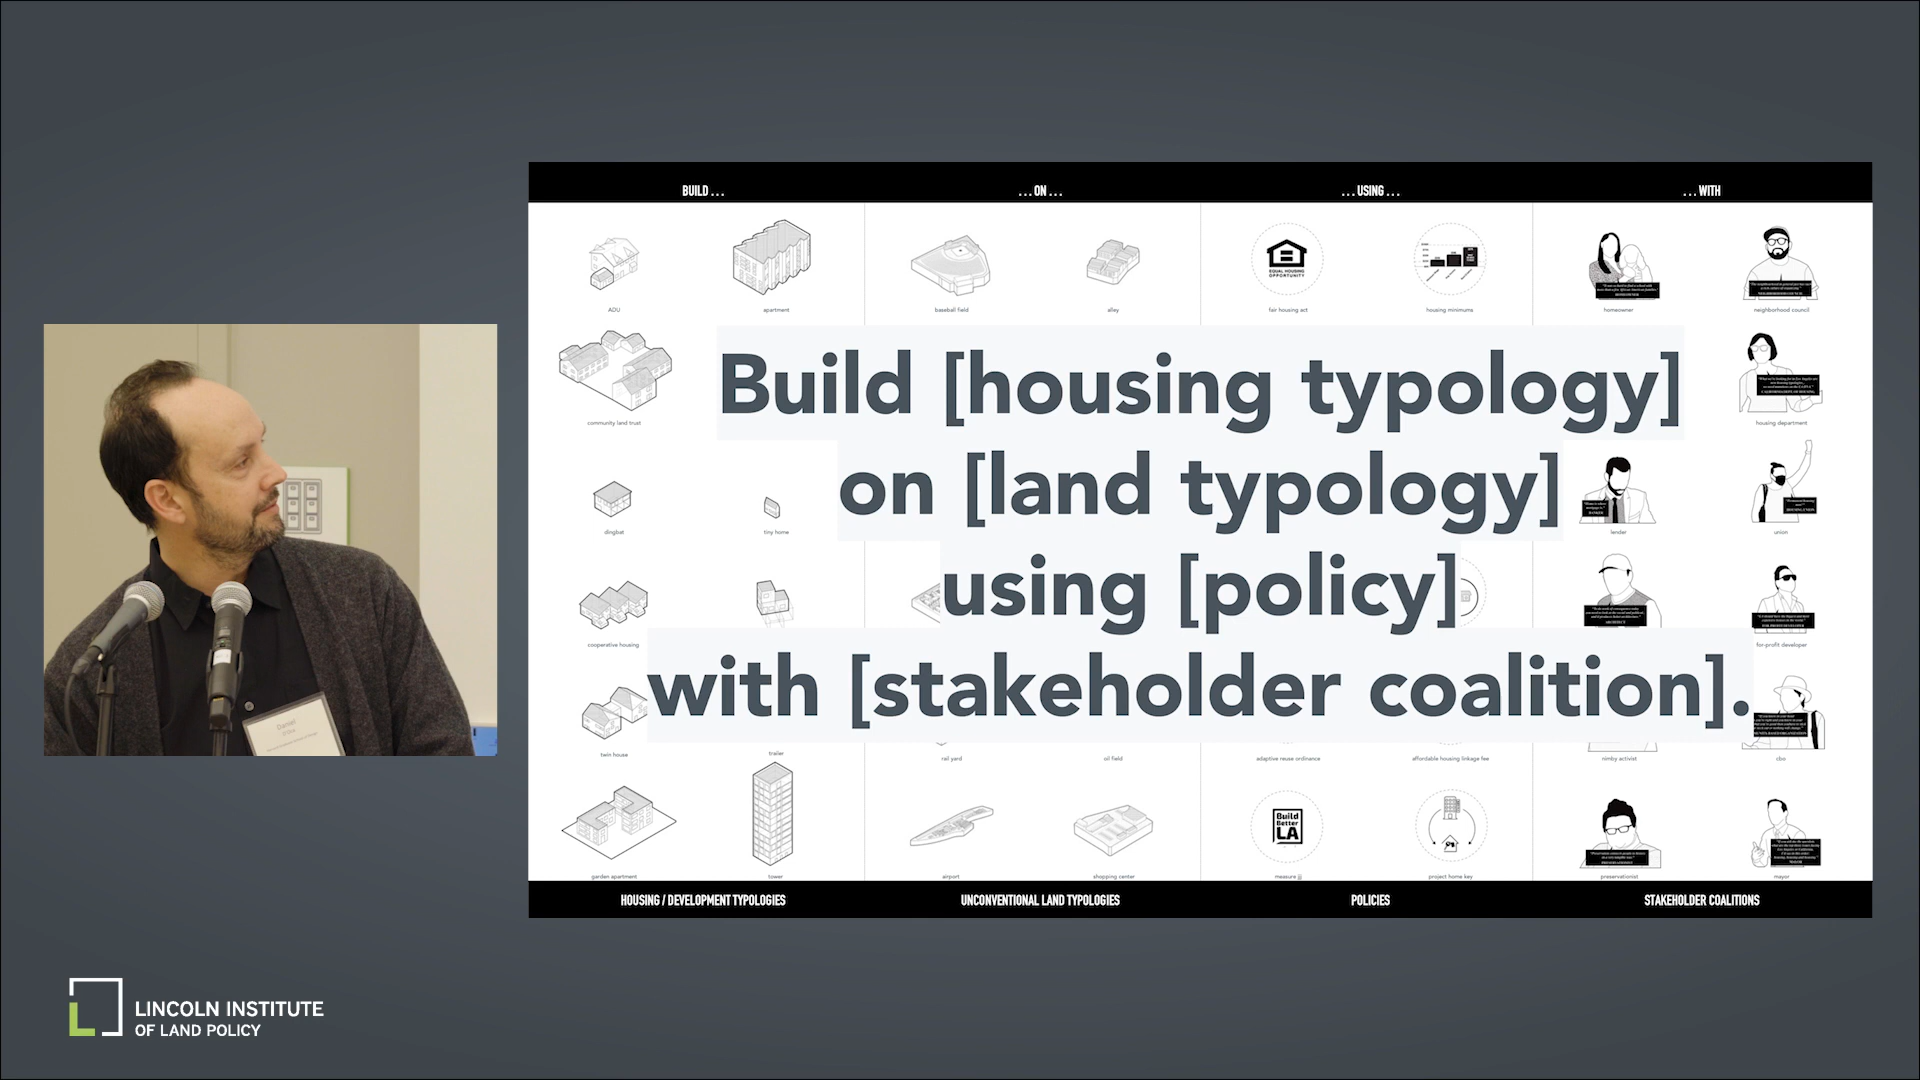 BUILD . . .
. . . ON . . .
. . . USING . . .
. . . WITH
EQUAL HOUSING
OPPORTUNITY
ADU
apartment
baseball field
alley
fair housing act
housing minimums
homeowner
neighborhood council
Build [housing typology]
on [land typology]
using [policy]
with [stakeholder coalition].
community land trust
housing department
dingbat
tiny home
lender
union
cooperative housing
for-profit developer
twin house
trailer
rail yard
oil field
adaptive reuse ordinance
affordable housing linkage fee
nimby activist
cbo
Build
Better
LA
garden apartment
tower
airport
shopping center
measure jjj
project home key
preservationist
mayor
HOUSING / DEVELOPMENT TYPOLOGIES
UNCONVENTIONAL LAND TYPOLOGIES
POLICIES
STAKEHOLDER COALITIONS
Daniel
LINCOLN INSTITUTE
OF LAND POLICY